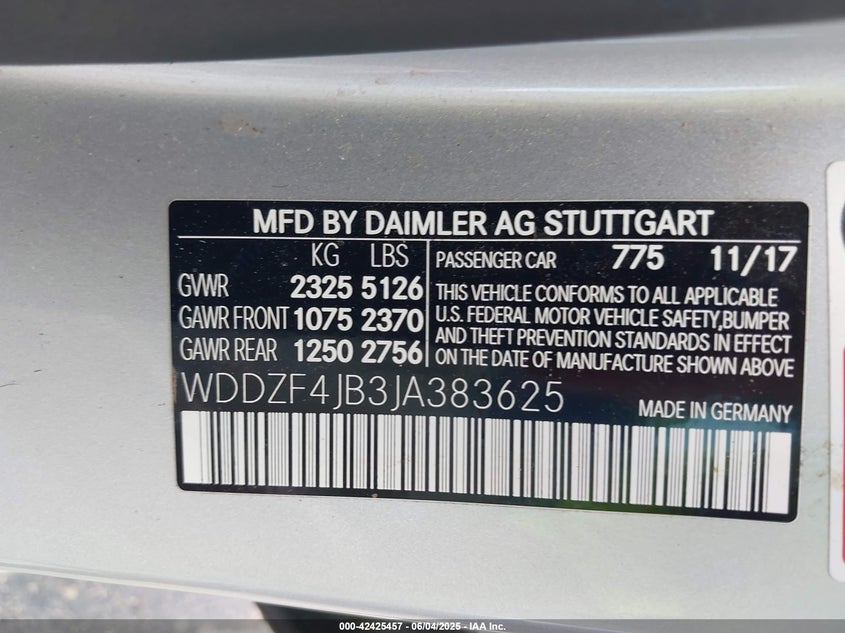 MFD BY DAIMLER AG STUTTGART
KG LBS
GVWR 2325 5126
GAWR FRONT 1075 2370
GAWR REAR 1250 2756
PASSENGER CAR 775 11/17
THIS VEHICLE CONFORMS TO ALL APPLICABLE
U.S. FEDERAL MOTOR VEHICLE SAFETY,BUMPER
AND THEFT PREVENTION STANDARDS IN EFFECT
ON THE DATE OF MANUFACTURE SHOWN ABOVE
WDDZF4JB3JA383625
MADE IN GERMANY
000-42425457 - 06/04/2025 - IAA Inc.